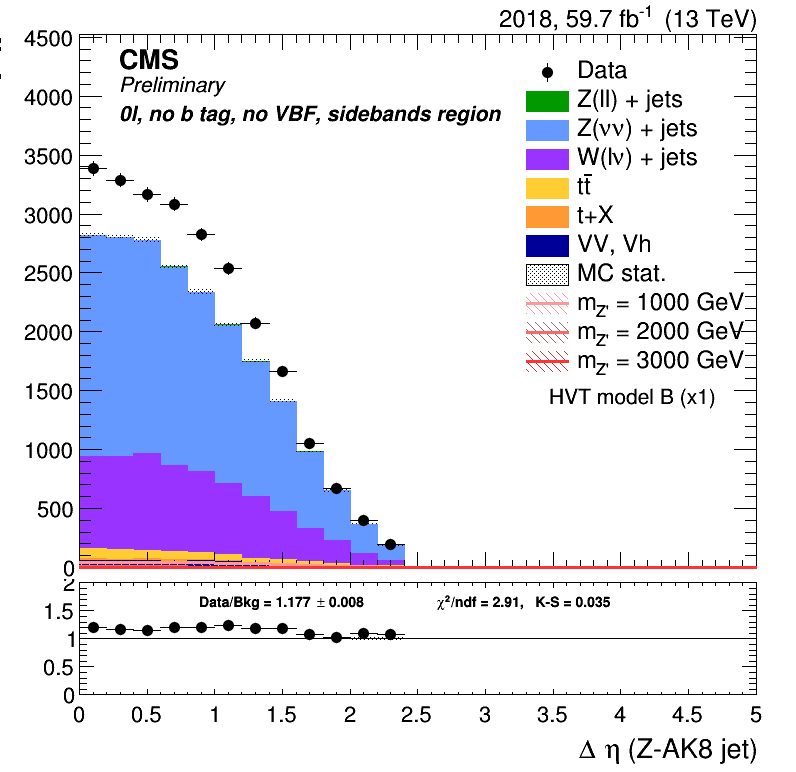 2018, 59.7 fb⁻¹ (13 TeV)
4500
CMS
Preliminary
0l, no b tag, no VBF, sidebands region
4000
3500
3000
2500
2000
1500
1000
500
0
Data
Z(ll) + jets
Z(νν) + jets
W(lν) + jets
tt̄
t+X
VV, Vh
MC stat.
m_Z' = 1000 GeV
m_Z' = 2000 GeV
m_Z' = 3000 GeV
HVT model B (x1)
2
Data/Bkg = 1.177 ± 0.008 χ²/ndf = 2.91, K-S = 0.035
1.5
1
0.5
0
0 0.5 1 1.5 2 2.5 3 3.5 4 4.5 5
Δ η (Z-AK8 jet)